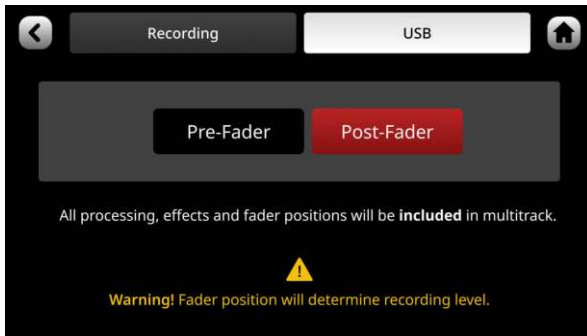 Recording USB
Pre-Fader Post-Fader
All processing, effects and fader positions will be included in multitrack.
Warning! Fader position will determine recording level.